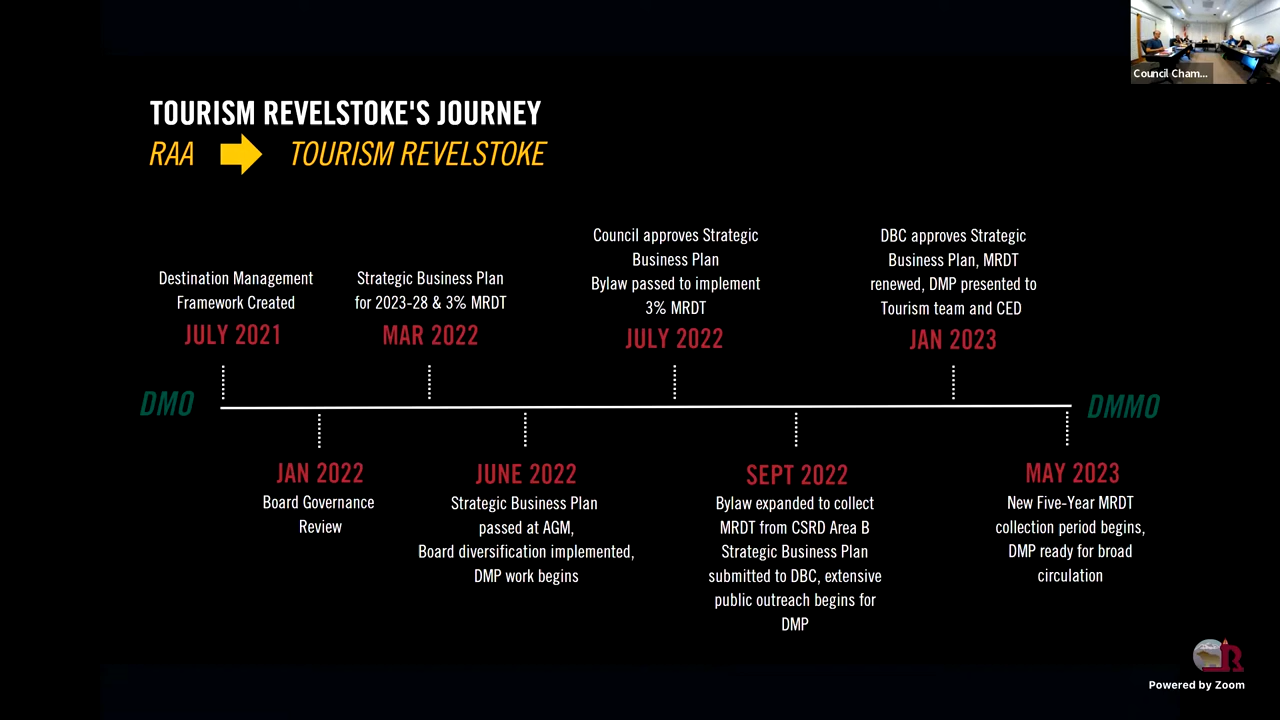 Council Cham...
TOURISM REVELSTOKE'S JOURNEY
RAA TOURISM REVELSTOKE
Destination Management
Framework Created
JULY 2021
Strategic Business Plan
for 2023-28 & 3% MRDT
MAR 2022
Council approves Strategic
Business Plan
Bylaw passed to implement
3% MRDT
JULY 2022
DBC approves Strategic
Business Plan, MRDT
renewed, DMP presented to
Tourism team and CED
JAN 2023
DMO
DMMO
JAN 2022
Board Governance
Review
JUNE 2022
Strategic Business Plan
passed at AGM,
Board diversification implemented,
DMP work begins
SEPT 2022
Bylaw expanded to collect
MRDT from CSRD Area B
Strategic Business Plan
submitted to DBC, extensive
public outreach begins for
DMP
MAY 2023
New Five-Year MRDT
collection period begins,
DMP ready for broad
circulation
R
Powered by Zoom